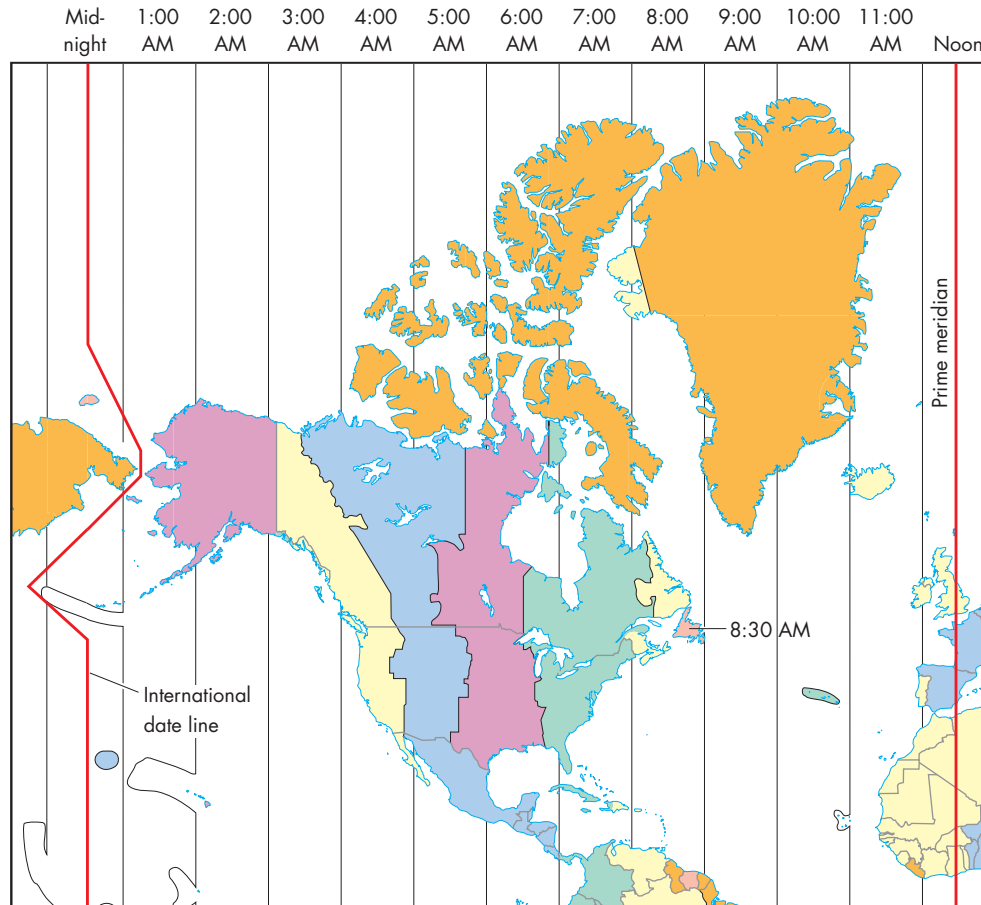 Mid- 1:00 2:00 3:00 4:00 5:00 6:00 7:00 8:00 9:00 10:00 11:00
night AM AM AM AM AM AM AM AM AM AM AM Noon
Prime meridian
8:30 AM
International
date line